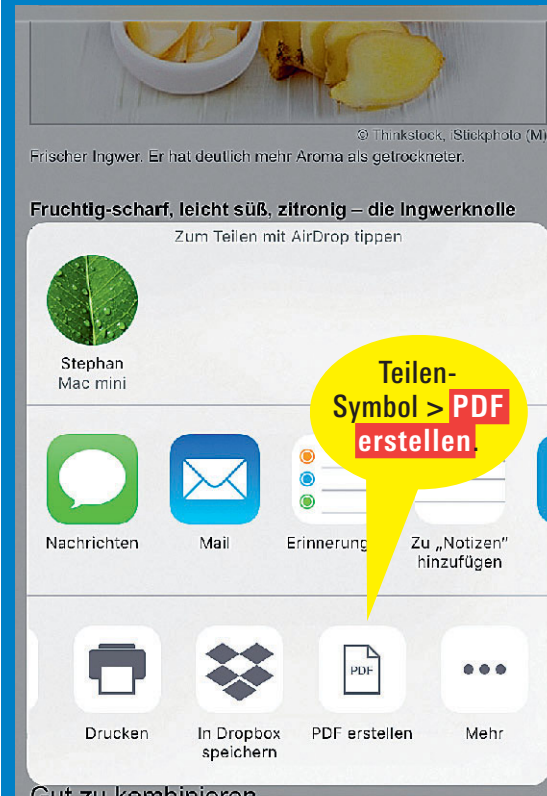 © Thinkstock, iStickphoto (M)
Frischer Ingwer. Er hat deutlich mehr Aroma als getrockneter.
Fruchtig-scharf, leicht süß, zitronig – die Ingwerknolle
Zum Teilen mit AirDrop tippen
Stephan
Mac mini
Teilen-
Symbol > PDF
erstellen.
Nachrichten
Mail
Erinnerung
Zu „Notizen"
hinzufügen
PDF
Drucken
In Dropbox
speichern
PDF erstellen
Mehr
Gut zu kombinieren